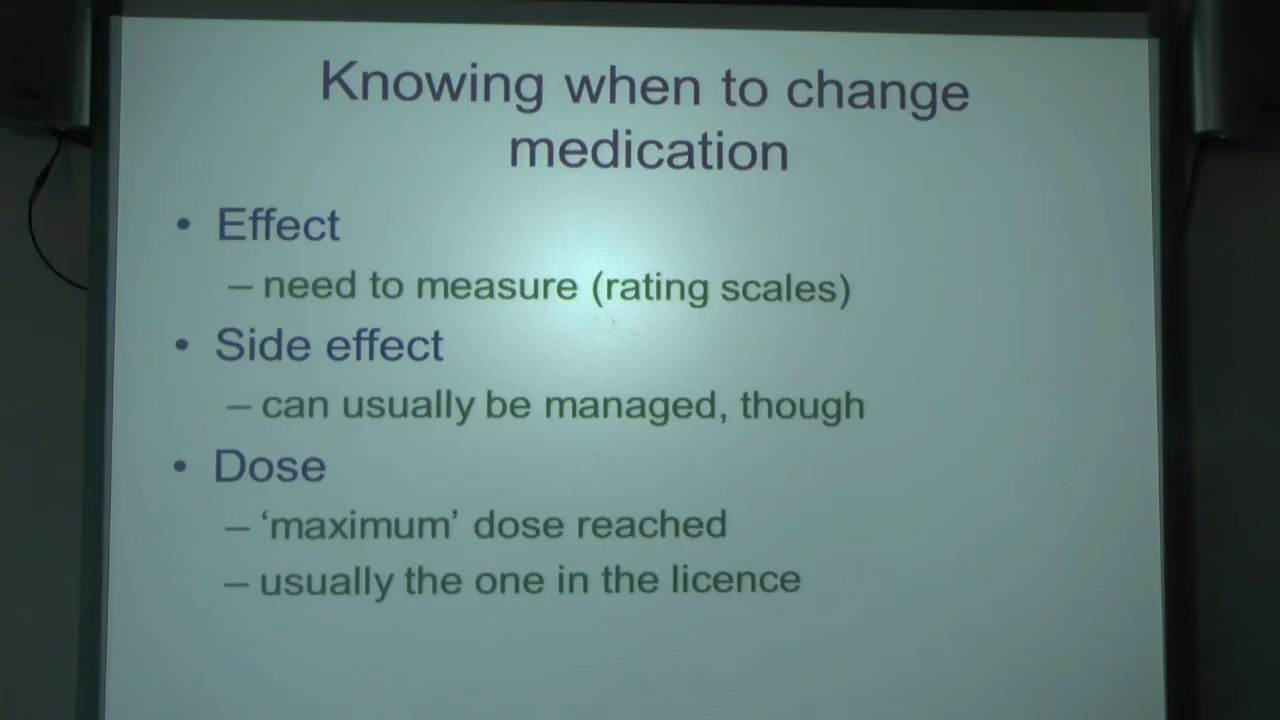 Knowing when to change
medication
• Effect
– need to measure (rating scales)
• Side effect
– can usually be managed, though
• Dose
– ‘maximum’ dose reached
– usually the one in the licence